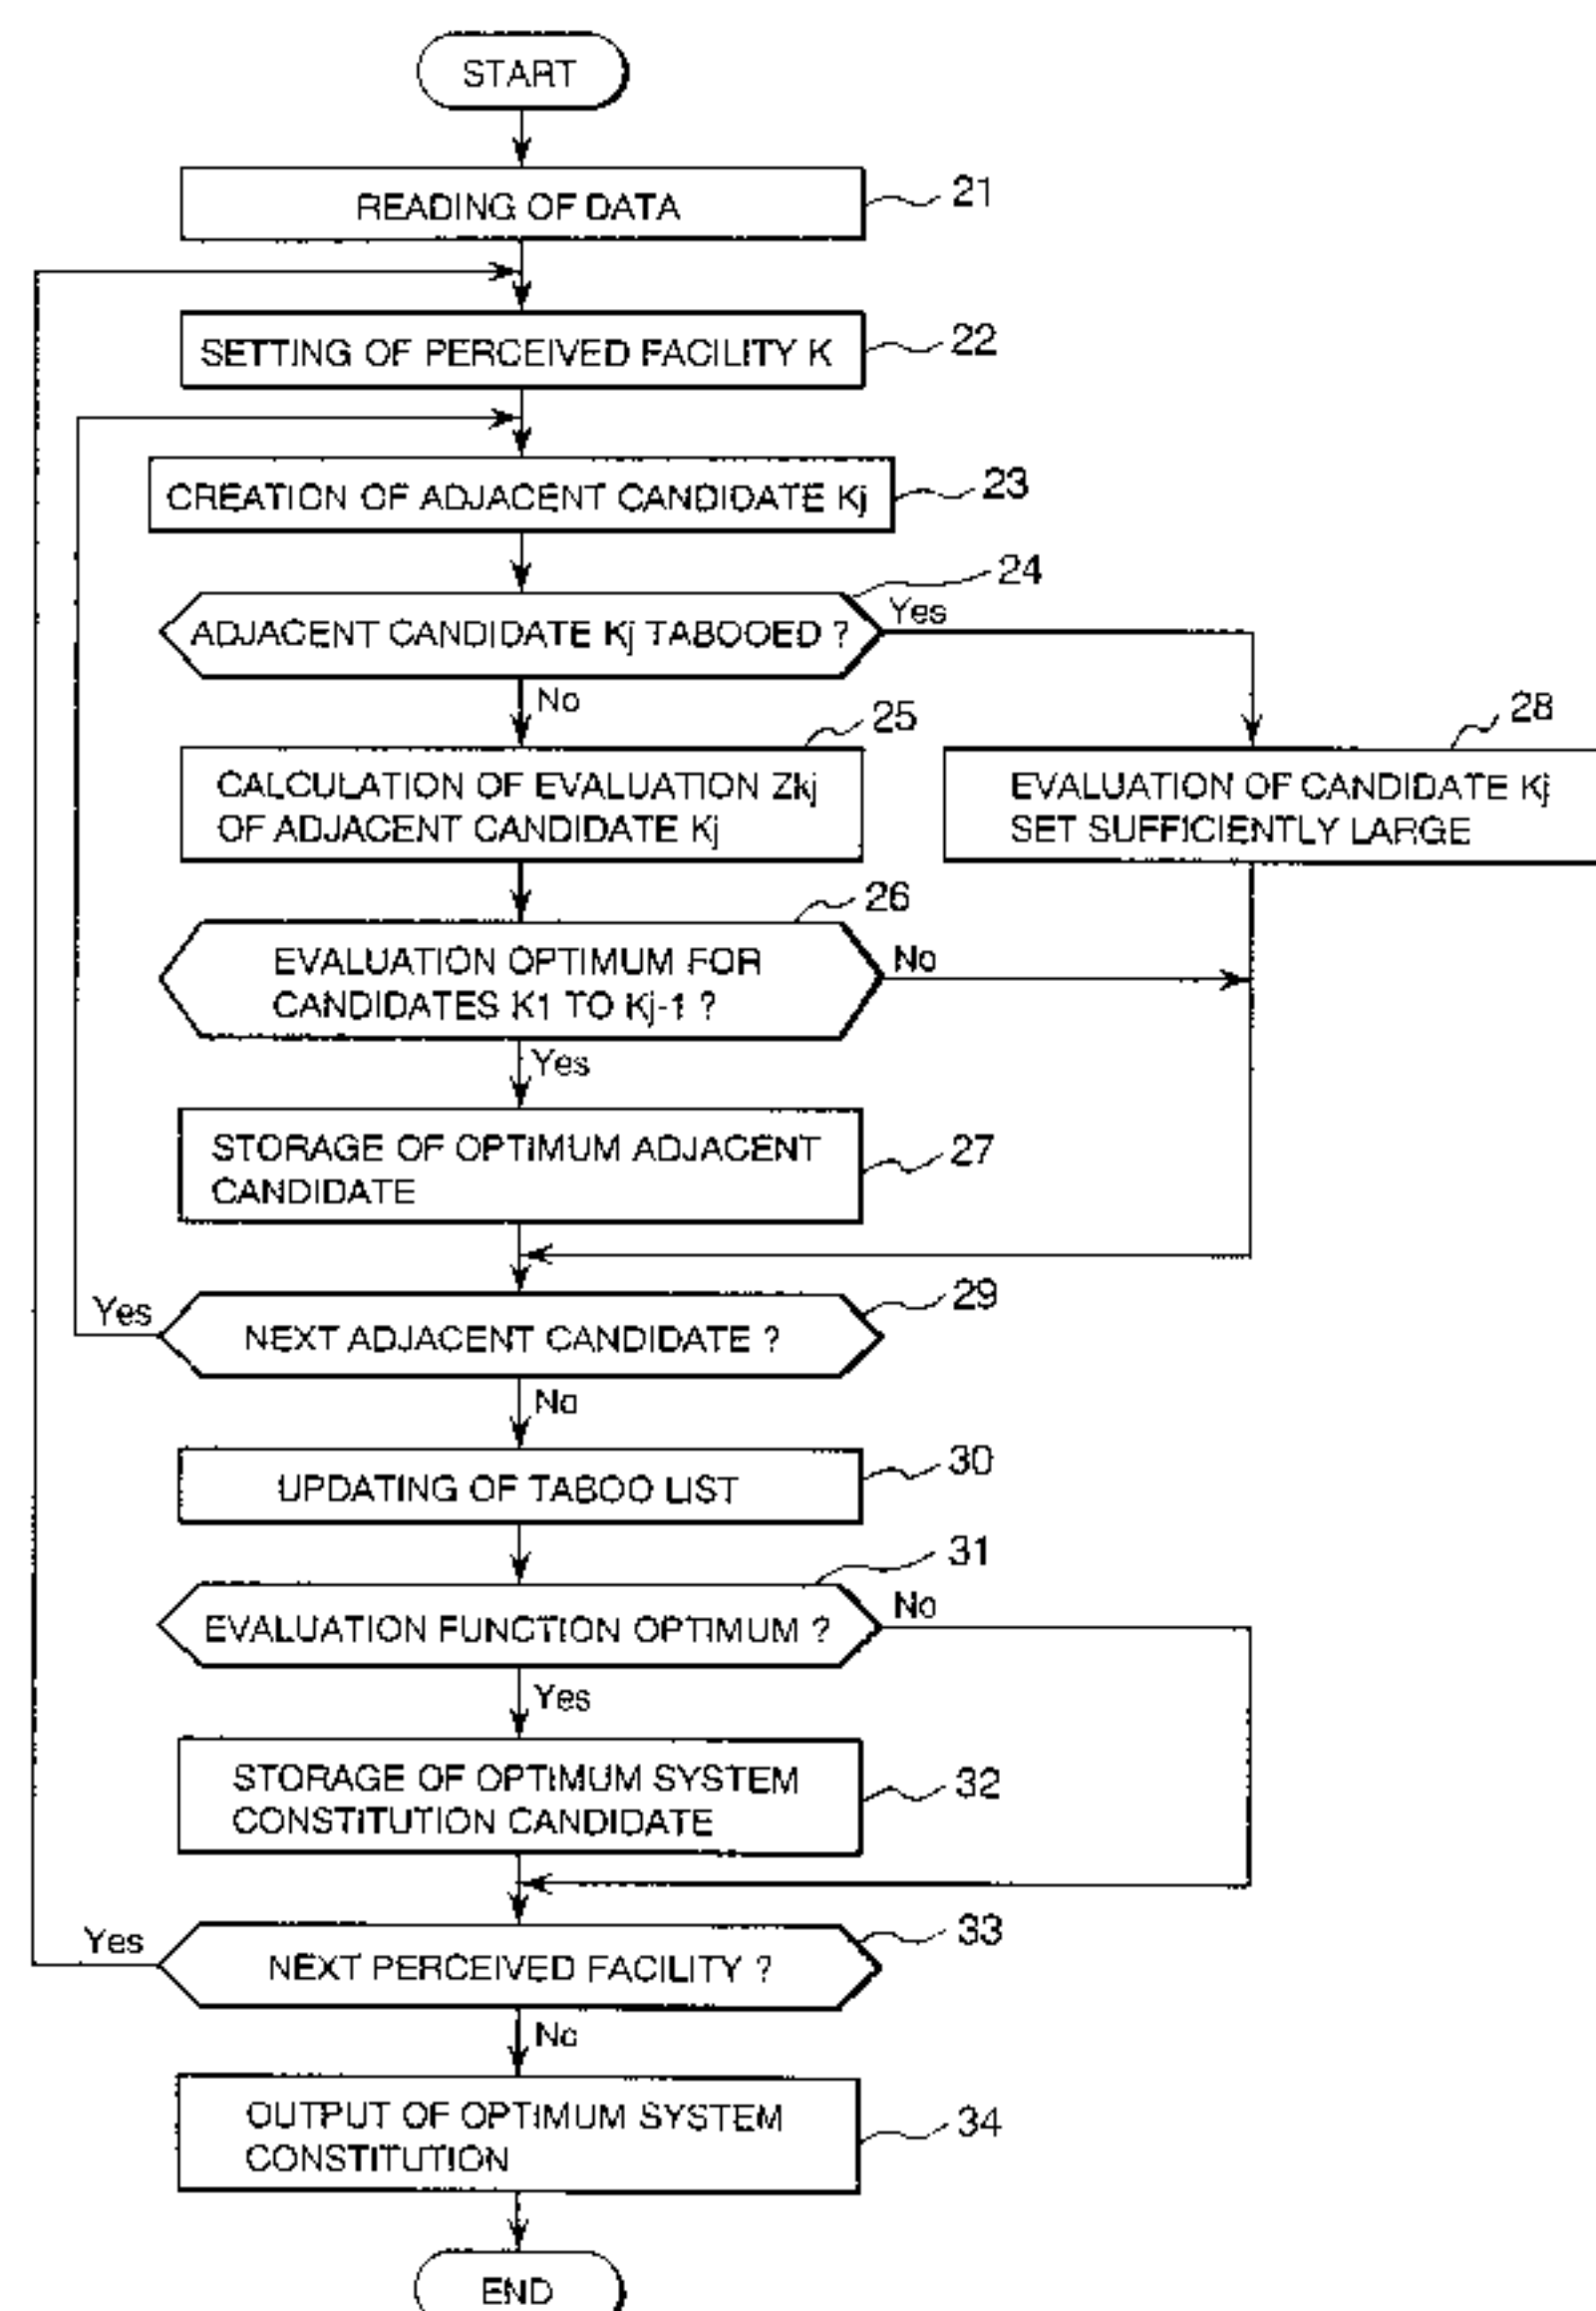 START
READING OF DATA
21
SETTING OF PERCEIVED FACILITY K
22
CREATION OF ADJACENT CANDIDATE Kj
23
24
ADJACENT CANDIDATE Kj TABOOED ?
Yes
No
25
CALCULATION OF EVALUATION Zkj
OF ADJACENT CANDIDATE Kj
28
EVALUATION OF CANDIDATE Kj
SET SUFFICIENTLY LARGE
26
EVALUATION OPTIMUM FOR
CANDIDATES K1 TO Kj-1 ?
No
Yes
STORAGE OF OPTIMUM ADJACENT
CANDIDATE
27
29
Yes
NEXT ADJACENT CANDIDATE ?
No
UPDATING OF TABOO LIST
30
31
EVALUATION FUNCTION OPTIMUM ?
No
Yes
STORAGE OF OPTIMUM SYSTEM
CONSTITUTION CANDIDATE
32
33
Yes
NEXT PERCEIVED FACILITY ?
No
OUTPUT OF OPTIMUM SYSTEM
CONSTITUTION
34
END